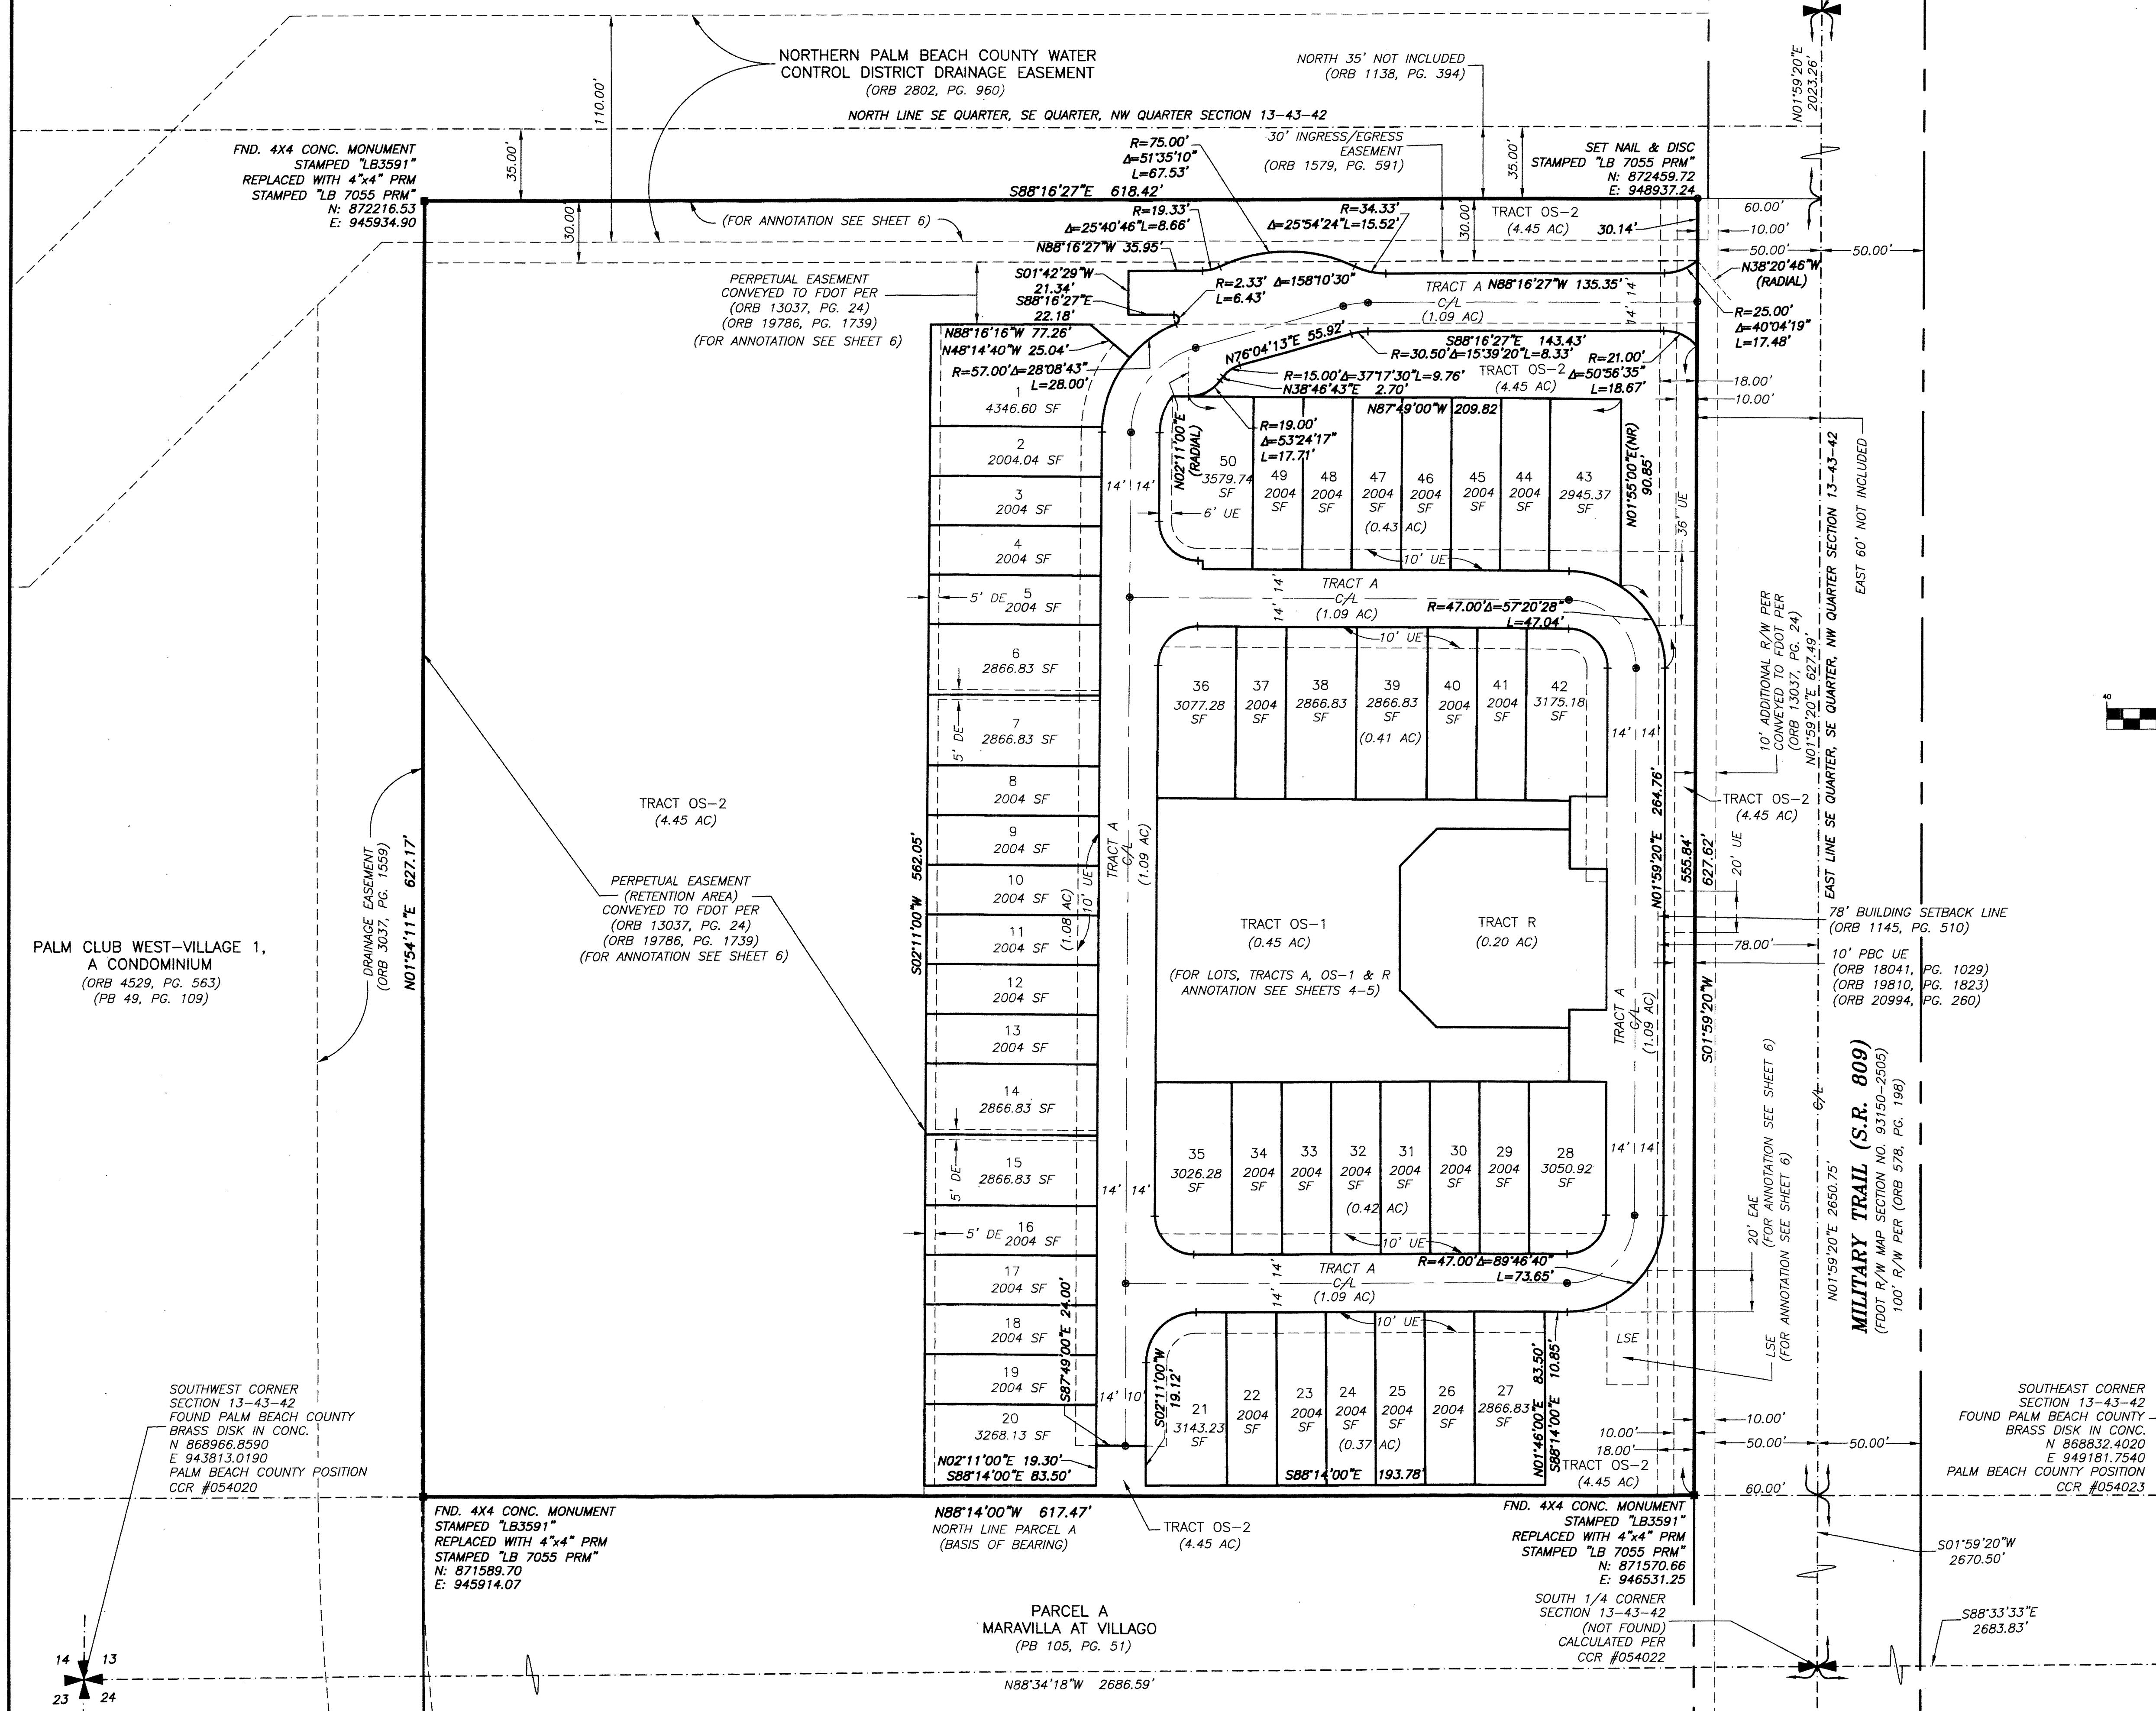 NORTHERN PALM BEACH COUNTY WATER
CONTROL DISTRICT DRAINAGE EASEMENT
(ORB 2802, PG. 960)
NORTH 35' NOT INCLUDED
(ORB 1138, PG. 394)
N01°59'20"E
2023.26'
110.00'
NORTH LINE SE QUARTER, SE QUARTER, NW QUARTER SECTION 13-43-42
FND. 4X4 CONC. MONUMENT
STAMPED "LB3591"
REPLACED WITH 4"x4" PRM
STAMPED "LB 7055 PRM"
N: 872216.53
E: 945934.90
35.00'
30.00'
R=75.00'
Δ=51°35'10"
L=67.53'
30' INGRESS/EGRESS
EASEMENT
(ORB 1579, PG. 591)
35.00'
SET NAIL & DISC
STAMPED "LB 7055 PRM"
N: 872459.72
E: 948937.24
S88°16'27"E 618.42'
(FOR ANNOTATION SEE SHEET 6)
R=19.33'
Δ=25°40'46"L=8.66'
R=34.33'
Δ=25°54'24"L=15.52'
30.00'
TRACT OS-2
(4.45 AC)
30.14'
60.00'
10.00'
50.00'
50.00'
N88°16'27"W 35.95'
PERPETUAL EASEMENT
CONVEYED TO FDOT PER
(ORB 13037, PG. 24)
(ORB 19786, PG. 1739)
(FOR ANNOTATION SEE SHEET 6)
S01°42'29"W
21.34'
S88°16'27"E
22.18'
R=2.33' Δ=158°10'30"
L=6.43'
TRACT A
C/L
(1.09 AC)
N88°16'27"W 135.35'
14' 14'
N38°20'46"W
(RADIAL)
R=25.00'
Δ=40°04'19"
L=17.48'
N88°16'16"W 77.26'
N48°14'40"W 25.04'
R=57.00'Δ=28°08'43"
L=28.00'
N76°04'13"E 55.92'
S88°16'27"E 143.43'
R=30.50'Δ=15°39'20"L=8.33'
R=21.00'
Δ=50°56'35"
L=18.67'
R=15.00'Δ=37°17'30"L=9.76'
TRACT OS-2
(4.45 AC)
N38°46'43"E 2.70'
18.00'
10.00'
N87°49'00"W 209.82
R=19.00'
Δ=53°24'17"
L=17.71'
N02°11'00"E
(RADIAL)
N01°55'00"E(NR)
90.85'
1
4346.60 SF
2
2004.04 SF
3
2004 SF
4
2004 SF
5' DE
5
2004 SF
6
2866.83 SF
7
2866.83 SF
5' DE
8
2004 SF
9
2004 SF
10
2004 SF
11
2004 SF
12
2004 SF
13
2004 SF
14
2866.83 SF
15
2866.83 SF
5' DE
5' DE
16
2004 SF
17
2004 SF
18
2004 SF
19
2004 SF
20
3268.13 SF
14' 14'
6' UE
50
3579.74
SF
49
2004
SF
48
2004
SF
47
2004
SF
46
2004
SF
45
2004
SF
44
2004
SF
43
2945.37
SF
(0.43 AC)
10' UE
36' UE
14' 14'
TRACT A
C/L
(1.09 AC)
R=47.00'Δ=57°20'28"
L=47.04'
10' UE
36
3077.28
SF
37
2004
SF
38
2866.83
SF
39
2866.83
SF
40
2004
SF
41
2004
SF
42
3175.18
SF
(0.41 AC)
14' 14'
EAST 60' NOT INCLUDED
EAST LINE SE QUARTER, SE QUARTER, NW QUARTER SECTION 13-43-42
N01°59'20"E 627.49'
10' ADDITIONAL R/W PER
CONVEYED TO FDOT PER
(ORB 13037, PG. 24)
40
TRACT OS-2
(4.45 AC)
N01°59'20"E 264.76'
555.84'
627.62'
S01°59'20"W
20' UE
TRACT OS-2
(4.45 AC)
S02°11'00"W 562.05'
(1.08 AC)
10' UE
TRACT A
C/L
(1.09 AC)
TRACT OS-1
(0.45 AC)
(FOR LOTS, TRACTS A, OS-1 & R
ANNOTATION SEE SHEETS 4-5)
TRACT R
(0.20 AC)
TRACT A
C/L
(1.09 AC)
78' BUILDING SETBACK LINE
(ORB 1145, PG. 510)
78.00'
10' PBC UE
(ORB 18041, PG. 1029)
(ORB 19810, PG. 1823)
(ORB 20994, PG. 260)
PERPETUAL EASEMENT
(RETENTION AREA)
CONVEYED TO FDOT PER
(ORB 13037, PG. 24)
(ORB 19786, PG. 1739)
(FOR ANNOTATION SEE SHEET 6)
PALM CLUB WEST-VILLAGE 1,
A CONDOMINIUM
(ORB 4529, PG. 563)
(PB 49, PG. 109)
DRAINAGE EASEMENT
(ORB 3037, PG. 1559)
N01°54'11"E 627.17'
35
3026.28
SF
34
2004
SF
33
2004
SF
32
2004
SF
31
2004
SF
30
2004
SF
29
2004
SF
28
3050.92
SF
(0.42 AC)
14' 14'
14' 14'
10' UE
TRACT A
C/L
(1.09 AC)
14' 14'
R=47.00'Δ=89°46'40"
L=73.65'
10' UE
20' EAE
(FOR ANNOTATION SEE SHEET 6)
LSE
(FOR ANNOTATION SEE SHEET 6)
LSE
C/L
N01°59'20"E 2650.75'
MILITARY TRAIL (S.R. 809)
(FDOT R/W MAP SECTION NO. 93150-2505)
100' R/W PER (ORB 578, PG. 198)
S87°49'00"E 24.00'
14' 10'
S02°11'00"W
19.12'
21
3143.23
SF
22
2004
SF
23
2004
SF
24
2004
SF
25
2004
SF
26
2004
SF
27
2866.83
SF
(0.37 AC)
N01°46'00"E 83.50'
S88°14'00"E 10.85'
N02°11'00"E 19.30'
S88°14'00"E 83.50'
S88°14'00"E 193.78'
10.00'
18.00'
TRACT OS-2
(4.45 AC)
10.00'
50.00'
50.00'
60.00'
SOUTHWEST CORNER
SECTION 13-43-42
FOUND PALM BEACH COUNTY
BRASS DISK IN CONC.
N 868966.8590
E 943813.0190
PALM BEACH COUNTY POSITION
CCR #054020
SOUTHEAST CORNER
SECTION 13-43-42
FOUND PALM BEACH COUNTY
BRASS DISK IN CONC.
N 868832.4020
E 949181.7540
PALM BEACH COUNTY POSITION
CCR #054023
FND. 4X4 CONC. MONUMENT
STAMPED "LB3591"
REPLACED WITH 4"x4" PRM
STAMPED "LB 7055 PRM"
N: 871589.70
E: 945914.07
N88°14'00"W 617.47'
NORTH LINE PARCEL A
(BASIS OF BEARING)
TRACT OS-2
(4.45 AC)
FND. 4X4 CONC. MONUMENT
STAMPED "LB3591"
REPLACED WITH 4"x4" PRM
STAMPED "LB 7055 PRM"
N: 871570.66
E: 946531.25
S01°59'20"W
2670.50'
PARCEL A
MARAVILLA AT VILLAGO
(PB 105, PG. 51)
SOUTH 1/4 CORNER
SECTION 13-43-42
(NOT FOUND)
CALCULATED PER
CCR #054022
S88°33'33"E
2683.83'
14 13
23 24
N88°34'18"W 2686.59'